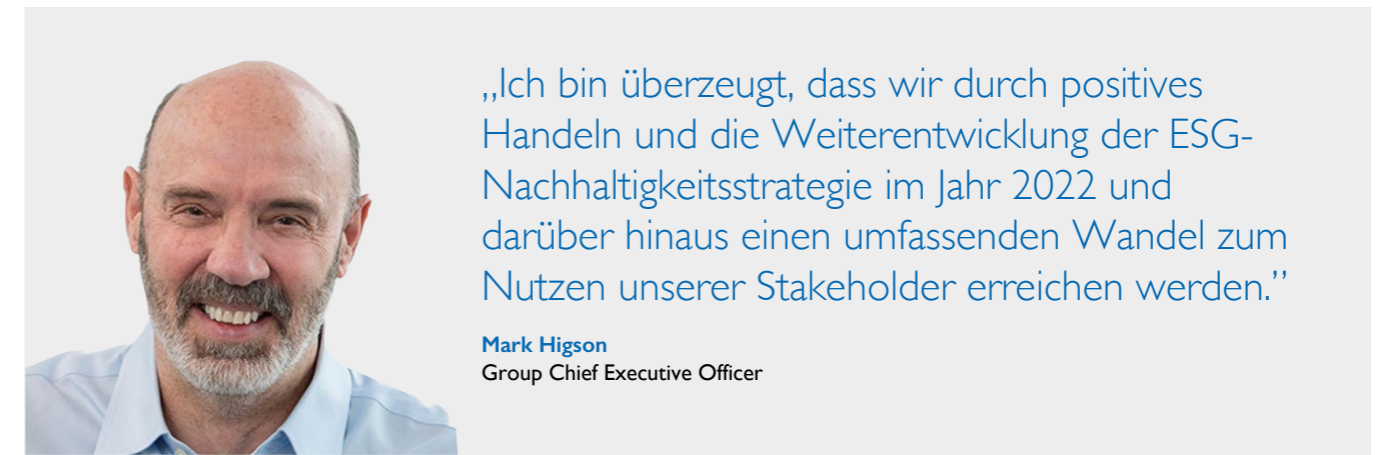 „Ich bin überzeugt, dass wir durch positives
Handeln und die Weiterentwicklung der ESG-
Nachhaltigkeitsstrategie im Jahr 2022 und
darüber hinaus einen umfassenden Wandel zum
Nutzen unserer Stakeholder erreichen werden.”
Mark Higson
Group Chief Executive Officer